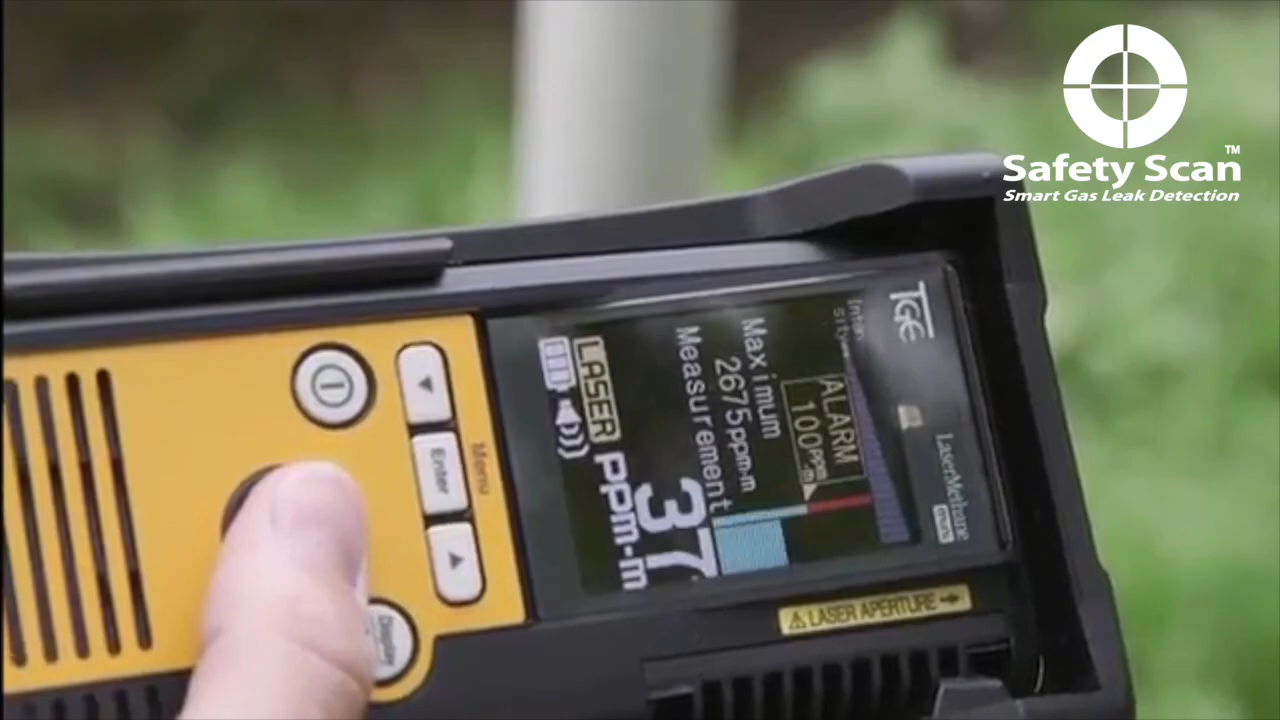 Safety Scan™
Smart Gas Leak Detection
TGE
LaserMethane
Inten
sity
ALARM
100ppm
-m
Maximum
2675ppm-m
Measurement
37
ppm-m
LASER
Menu
Enter
Display
⚠ LASER APERTURE